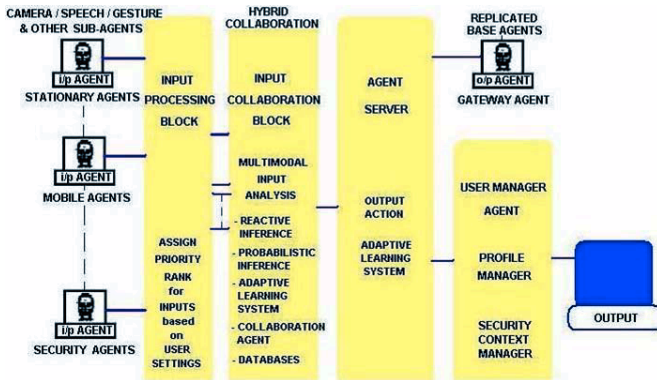 CAMERA / SPEECH / GESTURE
& OTHER SUB-AGENTS
i/p AGENT
STATIONARY AGENTS
i/p AGENT
MOBILE AGENTS
i/p AGENT
SECURITY AGENTS
INPUT
PROCESSING
BLOCK
ASSIGN
PRIORITY
RANK
for
INPUTS
based
on
USER
SETTINGS
HYBRID
COLLABORATION
INPUT
COLLABORATION
BLOCK
MULTIMODAL
INPUT
ANALYSIS
- REACTIVE
INFERENCE
- PROBABILISTIC
INFERENCE
- ADAPTIVE
LEARNING
SYSTEM
- COLLABORATION
AGENT
- DATABASES
AGENT
SERVER
OUTPUT
ACTION
ADAPTIVE
LEARNING
SYSTEM
REPLICATED
BASE AGENTS
o/p AGENT
GATEWAY AGENT
USER MANAGER
AGENT
PROFILE
MANAGER
SECURITY
CONTEXT
MANAGER
OUTPUT